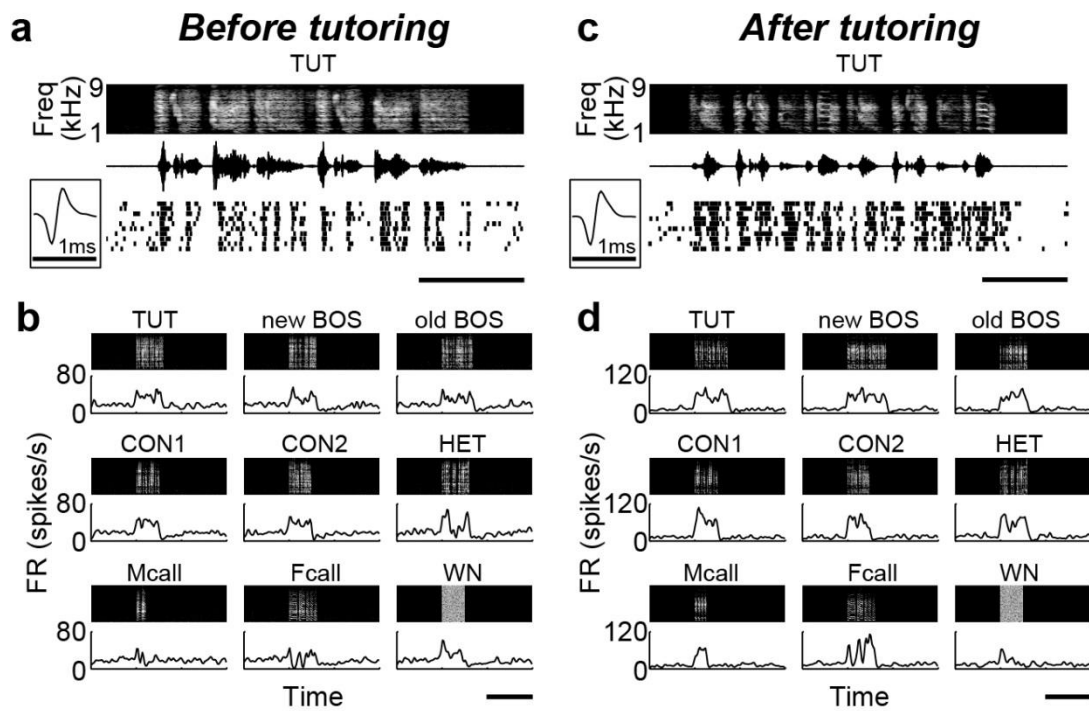 a Before tutoring
TUT
Freq (kHz)
9
1
1ms
c After tutoring
TUT
Freq (kHz)
9
1
1ms
b
TUT new BOS old BOS
80
0
CON1 CON2 HET
80
0
Mcall Fcall WN
80
0
FR (spikes/s)
Time
d
TUT new BOS old BOS
120
0
CON1 CON2 HET
120
0
Mcall Fcall WN
120
0
FR (spikes/s)
Time